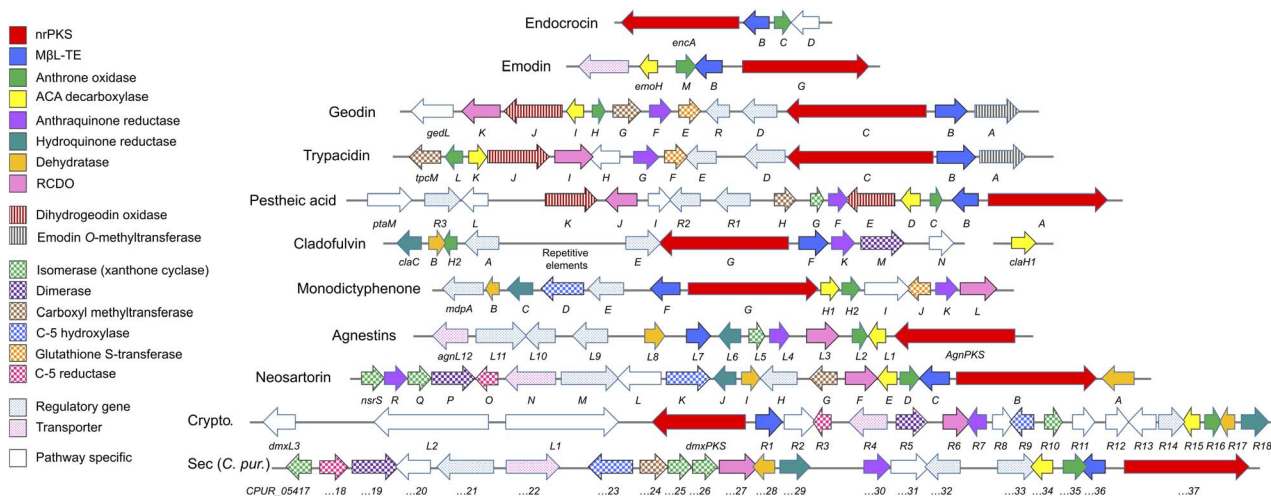 nrPKS
MβL-TE
Anthrone oxidase
ACA decarboxylase
Anthraquinone reductase
Hydroquinone reductase
Dehydratase
RCDO
Dihydrogeodin oxidase
Emodin O-methyltransferase
Isomerase (xanthone cyclase)
Dimerase
Carboxyl methyltransferase
C-5 hydroxylase
Glutathione S-transferase
C-5 reductase
Regulatory gene
Transporter
Pathway specific
Endocrocin
encA B C D
Emodin
emoH M B G
Geodin
gedL K J I H G F E R D C B A
Trypacidin
tpcM L K J I H G F E D C B A
Pestheic acid
ptaM R3 L K J I R2 R1 H G F E D C B A
Cladofulvin
Repetitive
elements
claC B H2 A E G F K M N claH1
Monodictyphenone
mdpA B C D E F G H1 H2 I J K L
Agnestins
agnL12 L11 L10 L9 L8 L7 L6 L5 L4 L3 L2 L1 AgnPKS
Neosartorin
nsrS R Q P O N M L K J I H G F E D C A
Crypto.
B
dmxL3 L2 L1 dmxPKS R1 R2 R3 R4 R5 R6 R7 R8 R9 R10 R11 R12 R13 R14 R15 R16 R17 R18
Sec (C. pur.)
CPUR_05417 ...18 ...19 ...20 ...21 ...22 ...23 ...24 ...25 ...26 ...27 ...28 ...29 ...30 ...31 ...32 ...33 ...34 ...35 ...36 ...37